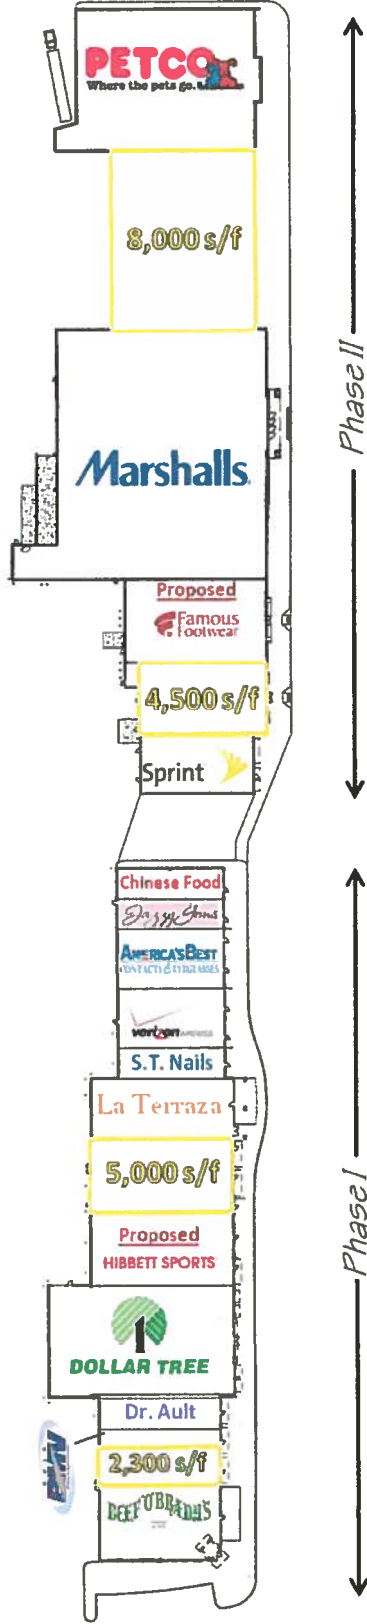 PETCO
Where the pets go.
8,000 s/f
Phase II
Marshalls
Proposed
Famous
Footwear
4,500 s/f
Sprint
Chinese Food
Jazzy Gems
AMERICA'S BEST
CONTACTS & EYEGLASSES
verizon
S.T. Nails
La Terraza
5,000 s/f
Phase I
Proposed
HIBBETT SPORTS
DOLLAR TREE
Dr. Ault
2,300 s/f
BEEF'O'BRADY'S